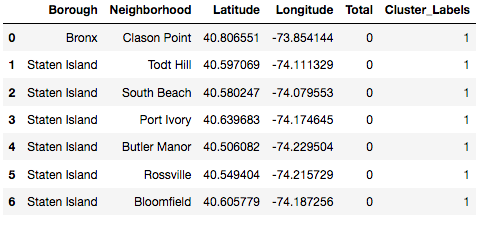 Borough Neighborhood Latitude Longitude Total Cluster_Labels
0 Bronx Clason Point 40.806551 -73.854144 0 1
1 Staten Island Todt Hill 40.597069 -74.111329 0 1
2 Staten Island South Beach 40.580247 -74.079553 0 1
3 Staten Island Port Ivory 40.639683 -74.174645 0 1
4 Staten Island Butler Manor 40.506082 -74.229504 0 1
5 Staten Island Rossville 40.549404 -74.215729 0 1
6 Staten Island Bloomfield 40.605779 -74.187256 0 1